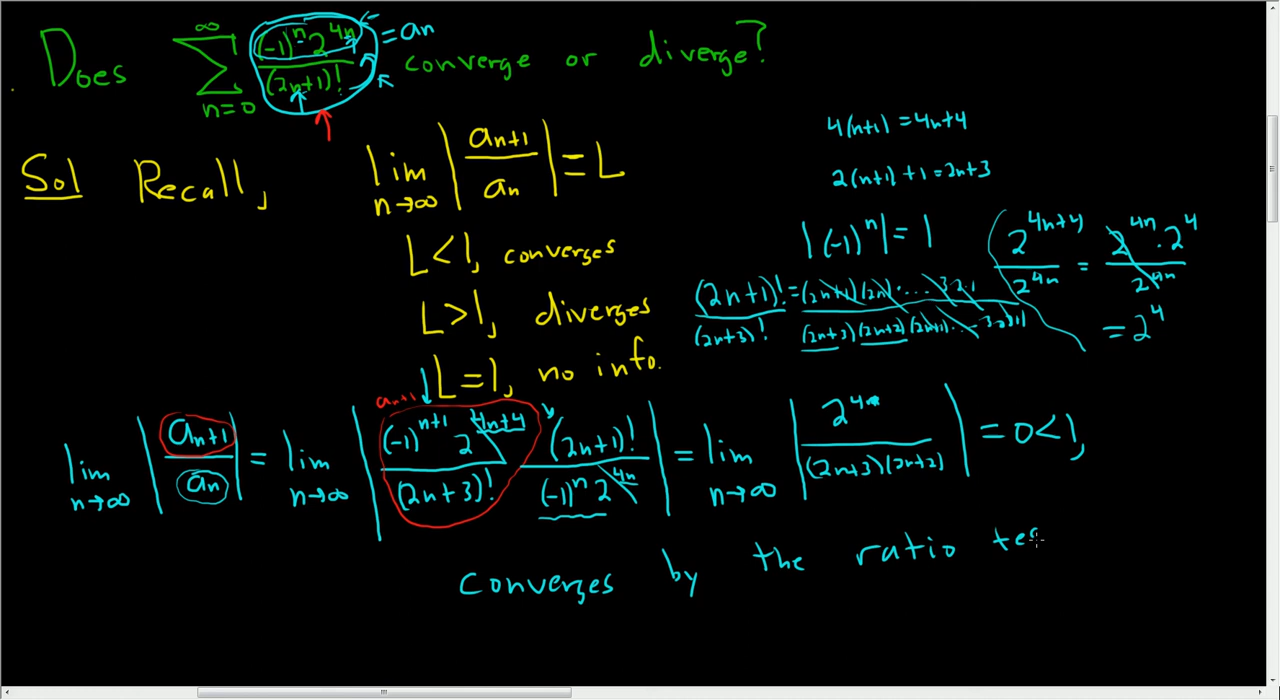 Does ∑_{n=0}^{∞} (-1)^n 2^{4n} / (2n+1)! = an converge or diverge?
Sol Recall, lim_{n→∞} |a_{n+1} / a_n| = L
L < 1, converges
L > 1, diverges
L = 1, no info.
4(n+1) = 4n+4
2(n+1)+1 = 2n+3
|(-1)^n| = 1
2^{4n+4} / 2^{4n} = 2^{4n} · 2^4 / 2^{4n}
= 2^4
(2n+1)! / (2n+3)! = (2n+1)(2n)· ... 3·2·1 / (2n+3)(2n+2)(2n+1)· ... 3·2·1
a_{n+1}
lim_{n→∞} |a_{n+1} / a_n| = lim_{n→∞} |(-1)^{n+1} 2^{4n+4} / (2n+3)! (2n+1)! / (-1)^n 2^{4n}| = lim_{n→∞} |2^4 / (2n+3)(2n+2)| = 0 < 1,
converges by the ratio tes